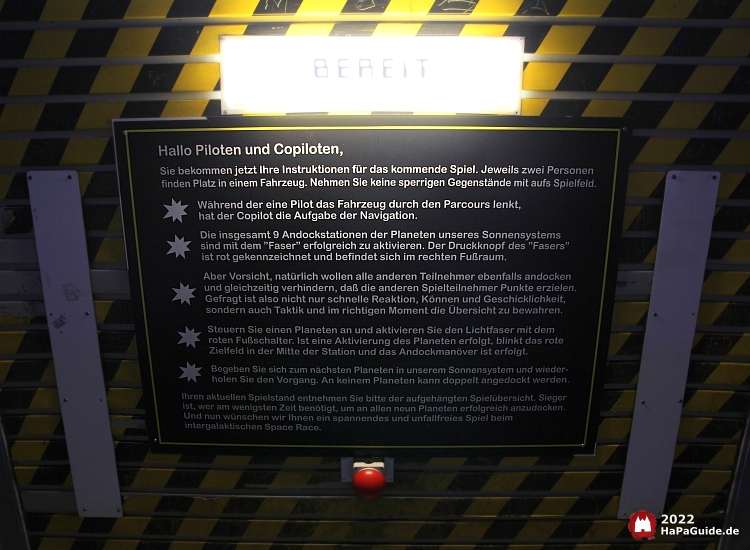 BEREIT
Hallo Piloten und Copiloten,
Sie bekommen jetzt Ihre Instruktionen für das kommende Spiel. Jeweils zwei Personen
finden Platz in einem Fahrzeug. Nehmen Sie keine sperrigen Gegenstände mit aufs Spielfeld.
Während der eine Pilot das Fahrzeug durch den Parcours lenkt,
hat der Copilot die Aufgabe der Navigation.
Die insgesamt 9 Andockstationen der Planeten unseres Sonnensystems
sind mit dem "Faser" erfolgreich zu aktivieren. Der Druckknopf des "Fasers"
ist rot gekennzeichnet und befindet sich im rechten Fußraum.
Aber Vorsicht, natürlich wollen alle anderen Teilnehmer ebenfalls andocken
und gleichzeitig verhindern, daß die anderen Spielteilnehmer Punkte erzielen.
Gefragt ist also nicht nur schnelle Reaktion, Können und Geschicklichkeit,
sondern auch Taktik und im richtigen Moment die Übersicht zu bewahren.
Steuern Sie einen Planeten an und aktivieren Sie den Lichtfaser mit dem
roten Fußschalter. Ist eine Aktivierung des Planeten erfolgt, blinkt das rote
Zielfeld in der Mitte der Station und das Andockmanöver ist erfolgt.
Begeben Sie sich zum nächsten Planeten in unserem Sonnensystem und wieder-
holen Sie den Vorgang. An keinem Planeten kann doppelt angedockt werden.
Ihren aktuellen Spielstand entnehmen Sie bitte der aufgehängten Spielübersicht. Sieger
ist, wer am wenigsten Zeit benötigt, um an allen neun Planeten erfolgreich anzudocken.
Und nun wünschen wir Ihnen ein spannendes und unfallfreies Spiel beim
intergalaktischen Space Race.
2022
HaPaGuide.de